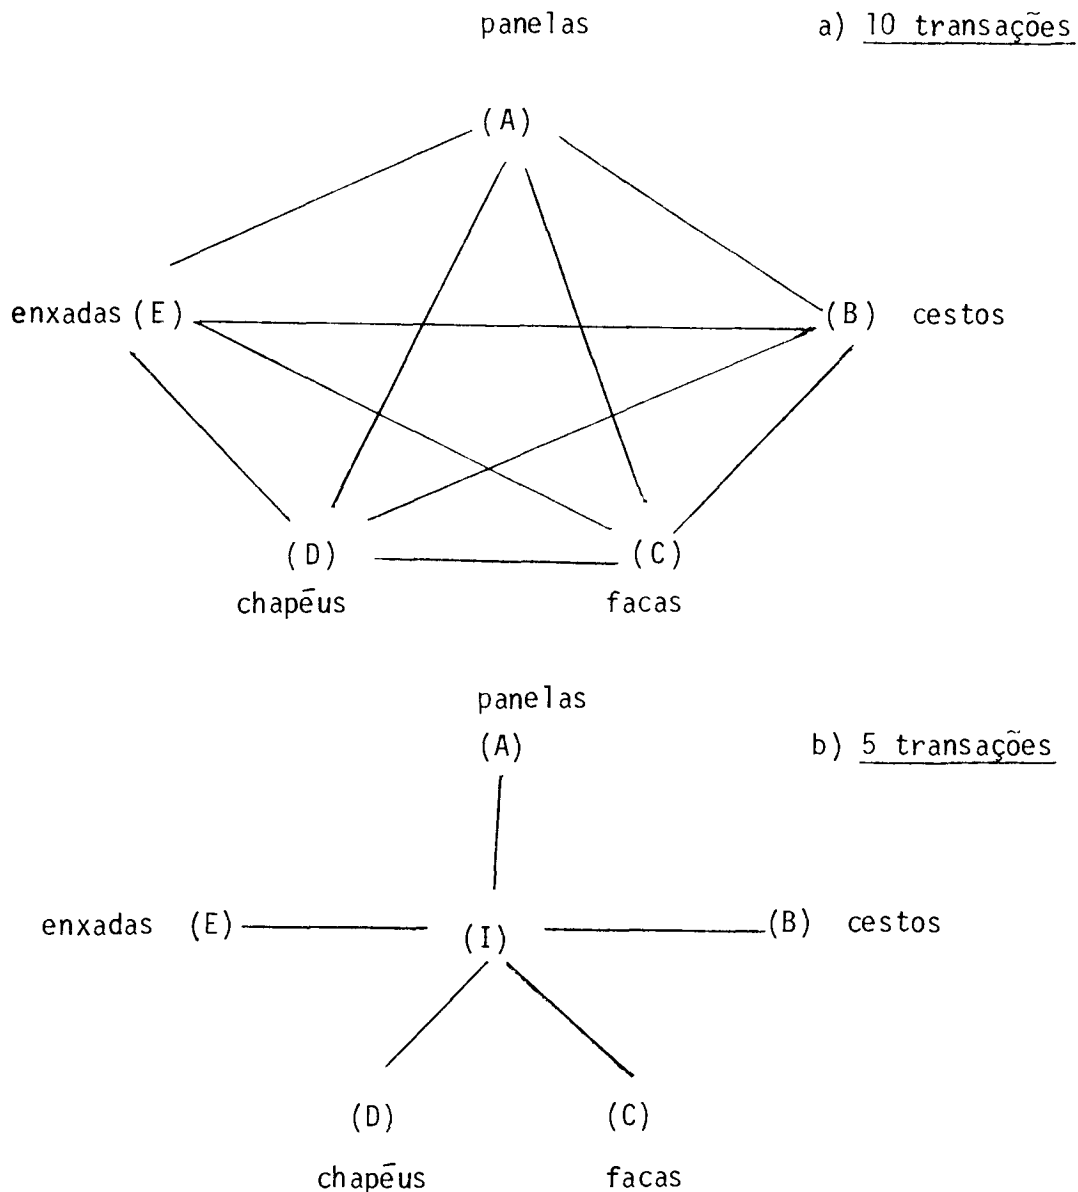 panelas
a) 10 transações
(A)
enxadas (E)
(B) cestos
(D)
(C)
chapéus
facas
panelas
(A)
b) 5 transações
enxadas (E)
(I)
(B) cestos
(D)
(C)
chapéus
facas